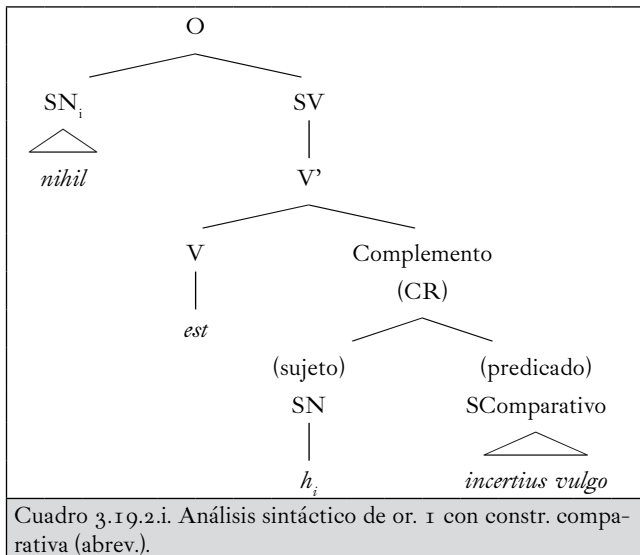 O
SNᵢ SV
nihil
V’
V Complemento
(CR)
est
(sujeto) (predicado)
SN SComparativo
hᵢ incertius vulgo
Cuadro 3.19.2.i. Análisis sintáctico de or. 1 con constr. compa-
rativa (abrev.).